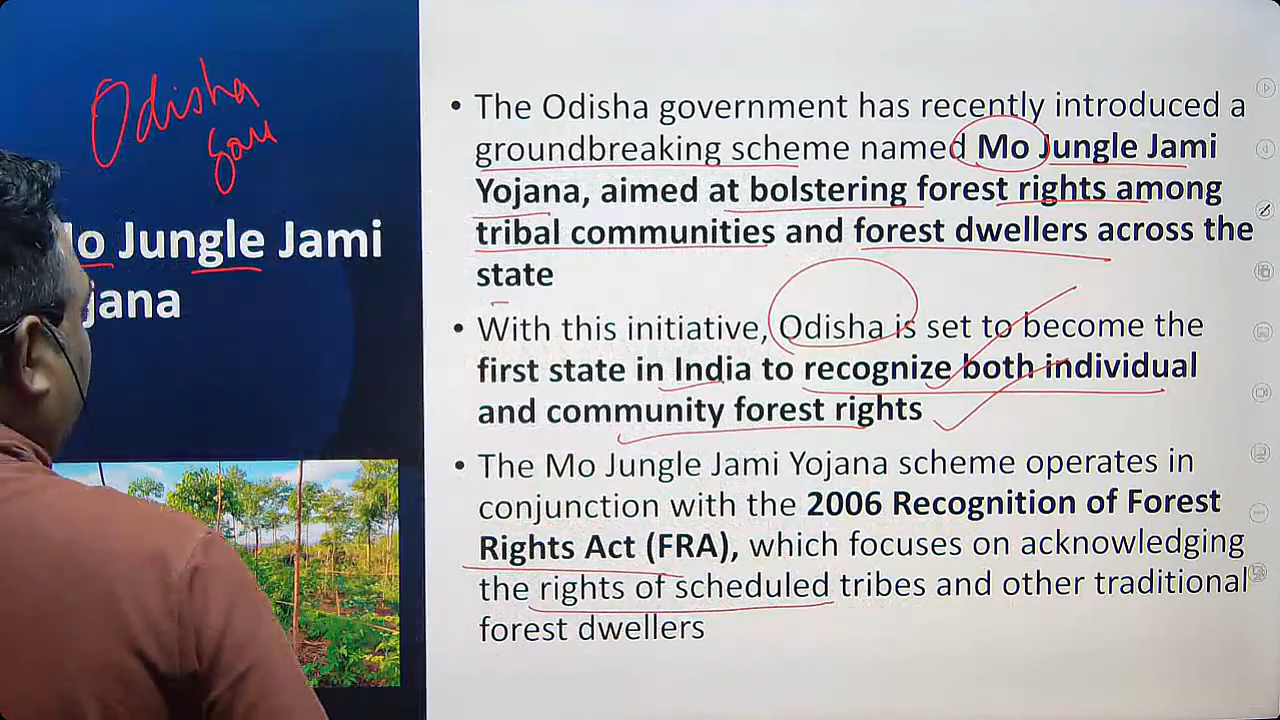 Odisha
Jungle Jami
• The Odisha government has recently introduced a
groundbreaking scheme named Mo Jungle Jami
Yojana, aimed at bolstering forest rights among
tribal communities and forest dwellers across the
state
• With this initiative, Odisha is set to become the
first state in India to recognize both individual
and community forest rights
• The Mo Jungle Jami Yojana scheme operates in
conjunction with the 2006 Recognition of Forest
Rights Act (FRA), which focuses on acknowledging
the rights of scheduled tribes and other traditional
forest dwellers